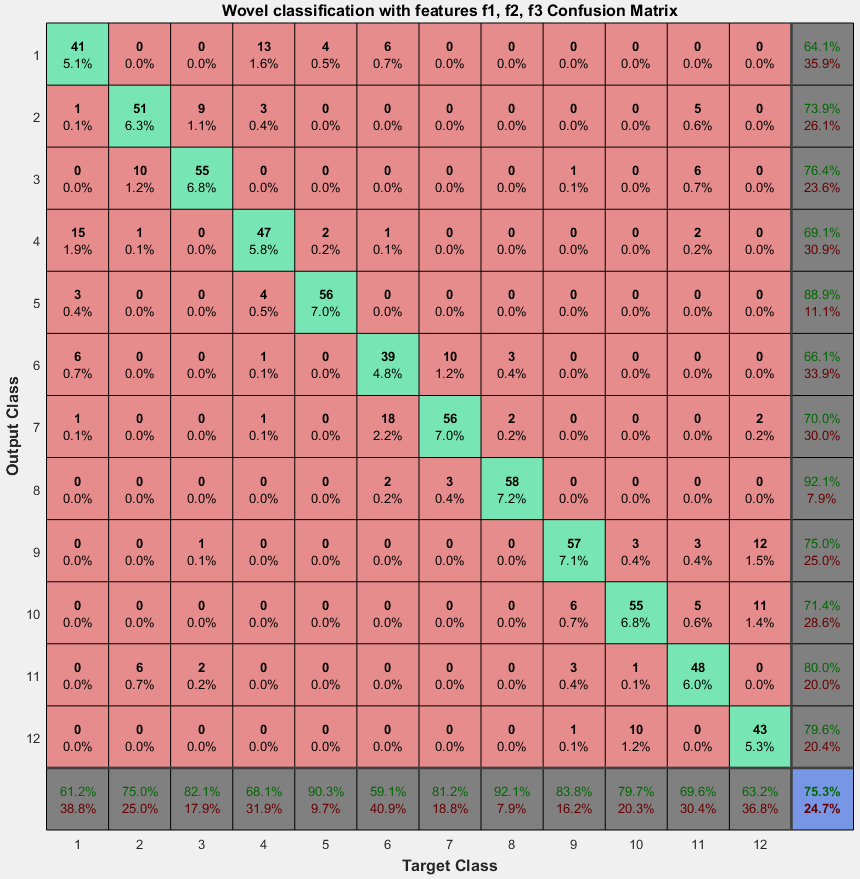 Wovel classification with features f1, f2, f3 Confusion Matrix
41 0 0 13 4 6 0 0 0 0 0 0 64.1%
1
5.1% 0.0% 0.0% 1.6% 0.5% 0.7% 0.0% 0.0% 0.0% 0.0% 0.0% 0.0% 35.9%
1 51 9 3 0 0 0 0 0 0 5 0 73.9%
2
0.1% 6.3% 1.1% 0.4% 0.0% 0.0% 0.0% 0.0% 0.0% 0.0% 0.6% 0.0% 26.1%
0 10 55 0 0 0 0 0 1 0 6 0 76.4%
3
0.0% 1.2% 6.8% 0.0% 0.0% 0.0% 0.0% 0.0% 0.1% 0.0% 0.7% 0.0% 23.6%
15 1 0 47 2 1 0 0 0 0 2 0 69.1%
4
1.9% 0.1% 0.0% 5.8% 0.2% 0.1% 0.0% 0.0% 0.0% 0.0% 0.2% 0.0% 30.9%
3 0 0 4 56 0 0 0 0 0 0 0 88.9%
5
0.4% 0.0% 0.0% 0.5% 7.0% 0.0% 0.0% 0.0% 0.0% 0.0% 0.0% 0.0% 11.1%
6 0 0 1 0 39 10 3 0 0 0 0 66.1%
6
0.7% 0.0% 0.0% 0.1% 0.0% 4.8% 1.2% 0.4% 0.0% 0.0% 0.0% 0.0% 33.9%
1 0 0 1 0 18 56 2 0 0 0 2 70.0%
7
0.1% 0.0% 0.0% 0.1% 0.0% 2.2% 7.0% 0.2% 0.0% 0.0% 0.0% 0.2% 30.0%
0 0 0 0 0 2 3 58 0 0 0 0 92.1%
8
0.0% 0.0% 0.0% 0.0% 0.0% 0.2% 0.4% 7.2% 0.0% 0.0% 0.0% 0.0% 7.9%
0 0 1 0 0 0 0 0 57 3 3 12 75.0%
9
0.0% 0.0% 0.1% 0.0% 0.0% 0.0% 0.0% 0.0% 7.1% 0.4% 0.4% 1.5% 25.0%
0 0 0 0 0 0 0 0 6 55 5 11 71.4%
10
0.0% 0.0% 0.0% 0.0% 0.0% 0.0% 0.0% 0.0% 0.7% 6.8% 0.6% 1.4% 28.6%
0 6 2 0 0 0 0 0 3 1 48 0 80.0%
11
0.0% 0.7% 0.2% 0.0% 0.0% 0.0% 0.0% 0.0% 0.4% 0.1% 6.0% 0.0% 20.0%
0 0 0 0 0 0 0 0 1 10 0 43 79.6%
12
0.0% 0.0% 0.0% 0.0% 0.0% 0.0% 0.0% 0.0% 0.1% 1.2% 0.0% 5.3% 20.4%
61.2% 75.0% 82.1% 68.1% 90.3% 59.1% 81.2% 92.1% 83.8% 79.7% 69.6% 63.2% 75.3%
38.8% 25.0% 17.9% 31.9% 9.7% 40.9% 18.8% 7.9% 16.2% 20.3% 30.4% 36.8% 24.7%
1 2 3 4 5 6 7 8 9 10 11 12
Target Class
Output Class